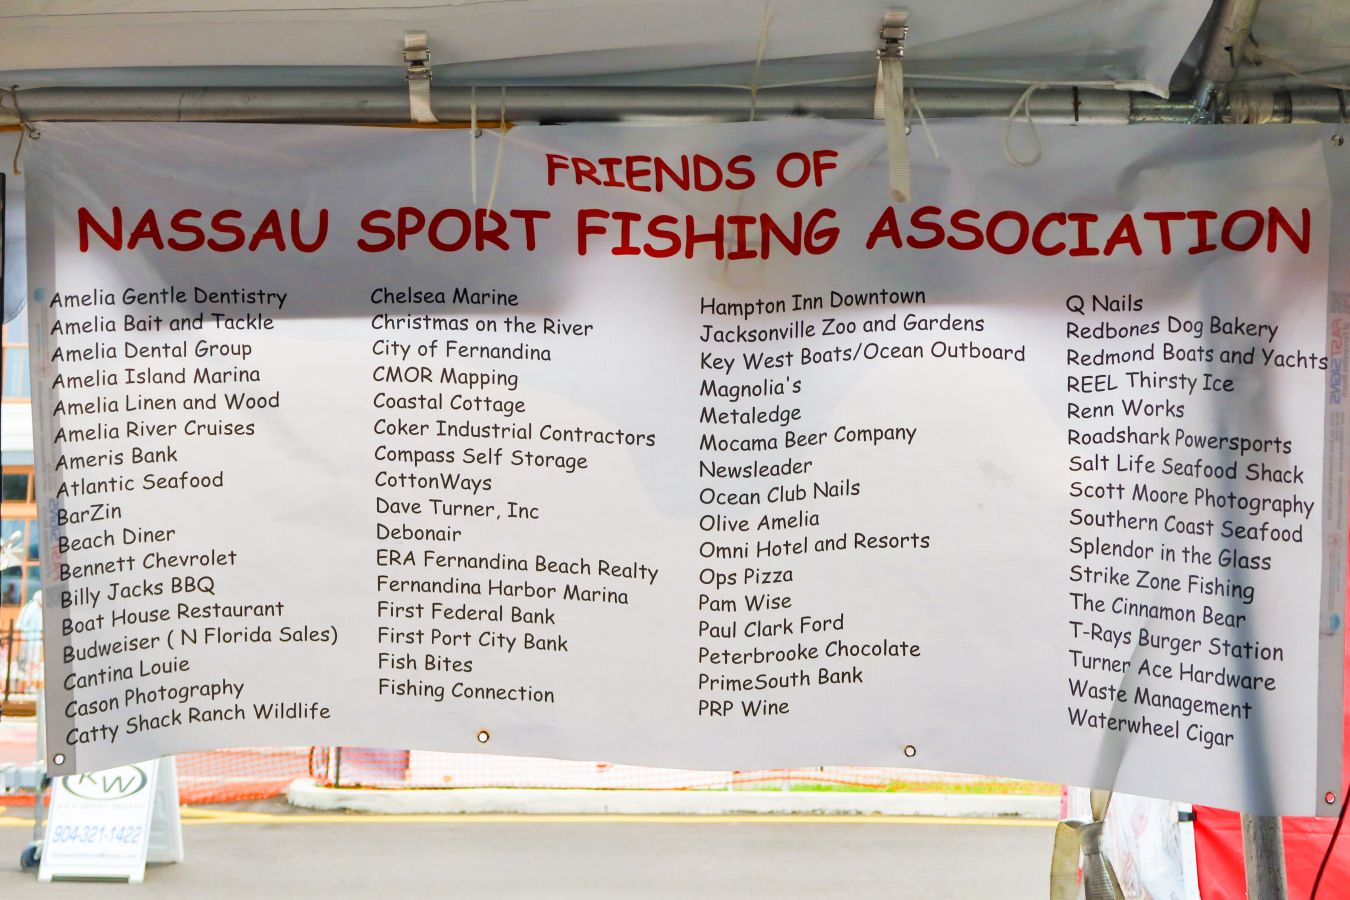 FRIENDS OF
NASSAU SPORT FISHING ASSOCIATION
Amelia Gentle Dentistry
Amelia Bait and Tackle
Amelia Dental Group
Amelia Island Marina
Amelia Linen and Wood
Amelia River Cruises
Ameris Bank
Atlantic Seafood
BarZin
Beach Diner
Bennett Chevrolet
Billy Jacks BBQ
Boat House Restaurant
Budweiser ( N Florida Sales)
Cantina Louie
Cason Photography
Catty Shack Ranch Wildlife
Chelsea Marine
Christmas on the River
City of Fernandina
CMOR Mapping
Coastal Cottage
Coker Industrial Contractors
Compass Self Storage
CottonWays
Dave Turner, Inc
Debonair
ERA Fernandina Beach Realty
Fernandina Harbor Marina
First Federal Bank
First Port City Bank
Fish Bites
Fishing Connection
Hampton Inn Downtown
Jacksonville Zoo and Gardens
Key West Boats/Ocean Outboard
Magnolia's
Metaledge
Mocama Beer Company
Newsleader
Ocean Club Nails
Olive Amelia
Omni Hotel and Resorts
Ops Pizza
Pam Wise
Paul Clark Ford
Peterbrooke Chocolate
PrimeSouth Bank
PRP Wine
Q Nails
Redbones Dog Bakery
Redmond Boats and Yachts
REEL Thirsty Ice
Renn Works
Roadshark Powersports
Salt Life Seafood Shack
Scott Moore Photography
Southern Coast Seafood
Splendor in the Glass
Strike Zone Fishing
The Cinnamon Bear
T-Rays Burger Station
Turner Ace Hardware
Waste Management
Waterwheel Cigar
FASTSIGNS
KW
904-321-1422